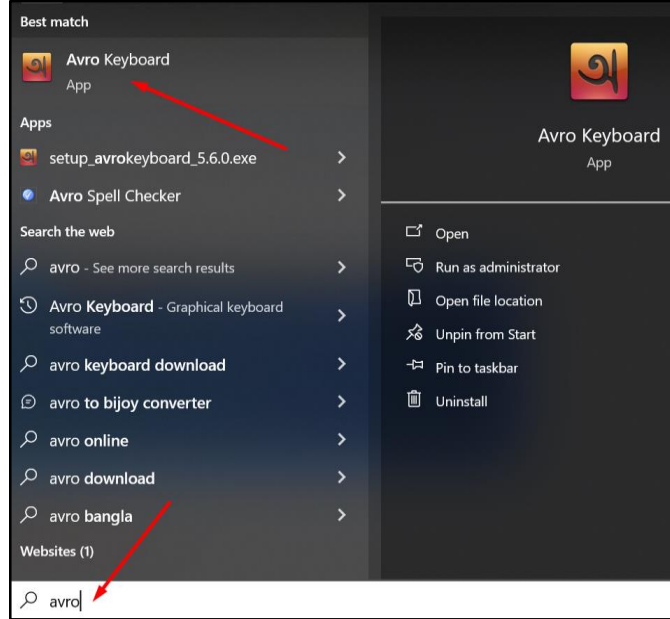 Best match
Avro Keyboard
App
Apps
setup_avrokeyboard_5.6.0.exe
Avro Spell Checker
Search the web
avro - See more search results
Avro Keyboard - Graphical keyboard
software
avro keyboard download
avro to bijoy converter
avro online
avro download
avro bangla
Websites (1)
avro
অ
Avro Keyboard
App
Open
Run as administrator
Open file location
Unpin from Start
Pin to taskbar
Uninstall